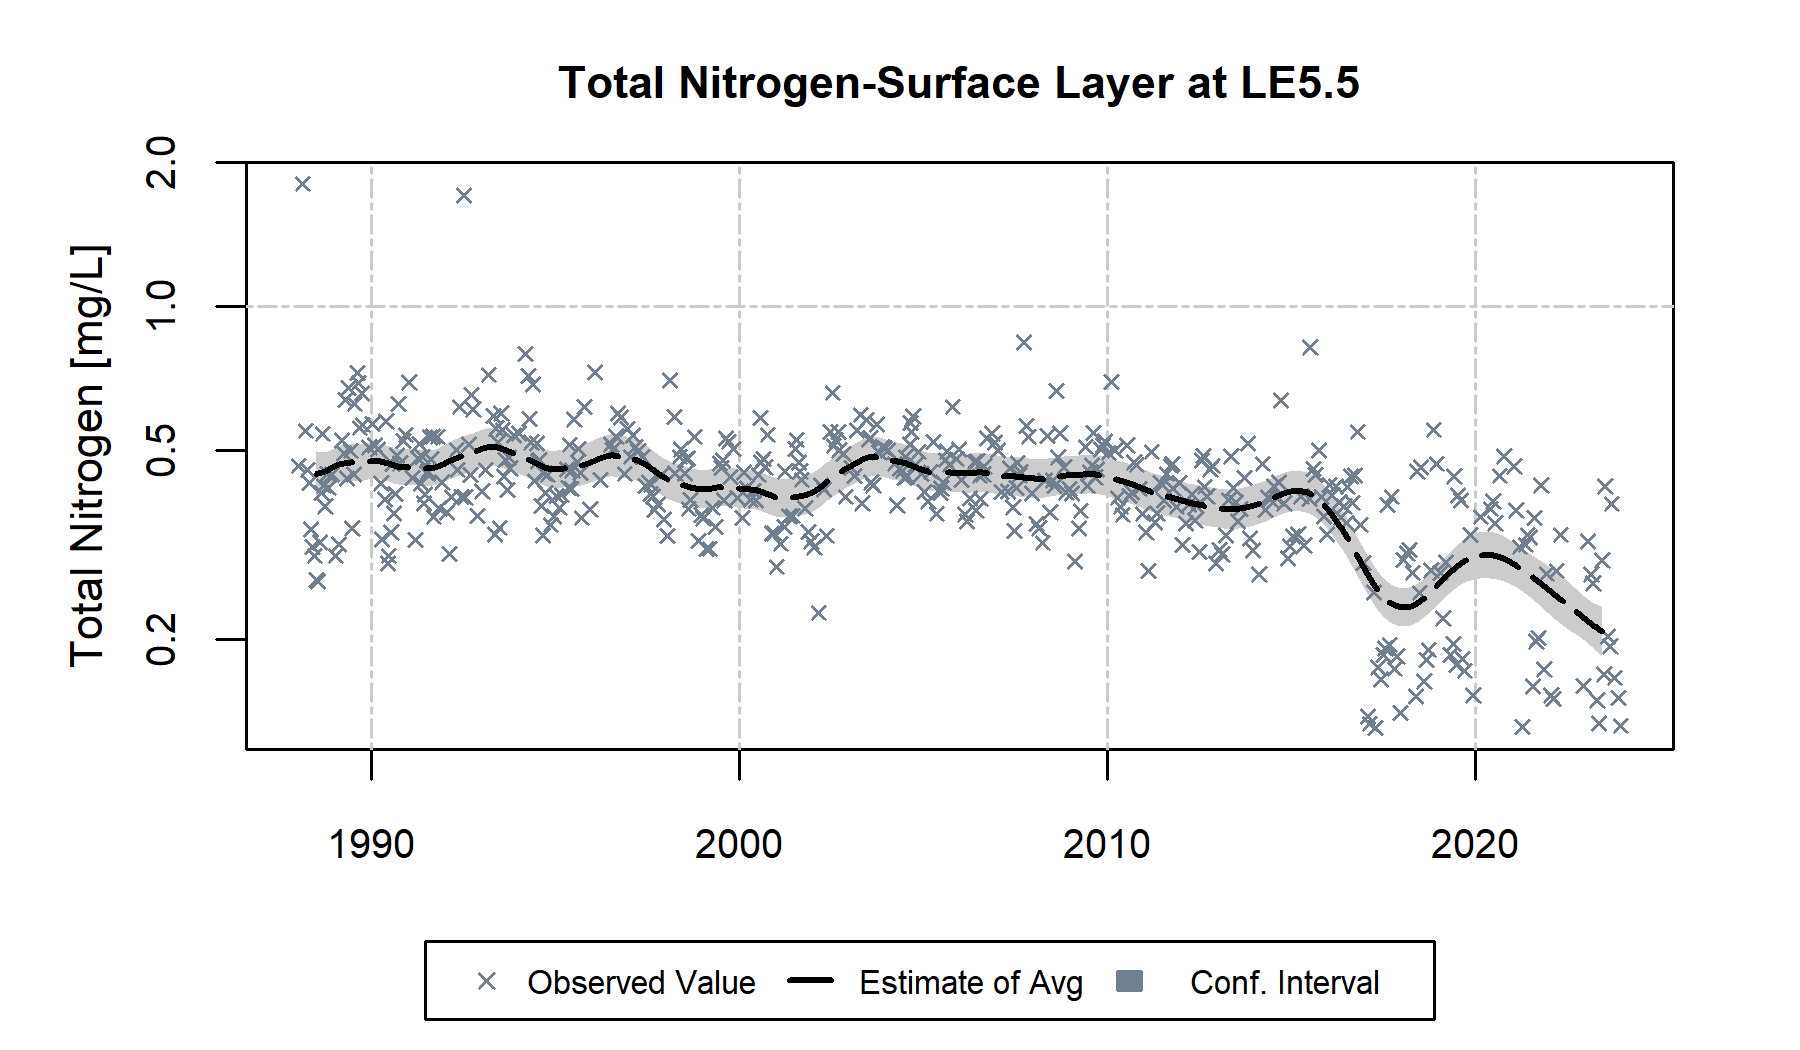 Total Nitrogen-Surface Layer at LE5.5
Total Nitrogen [mg/L]
2.0
1.0
0.5
0.2
1990 2000 2010 2020
Observed Value Estimate of Avg Conf. Interval